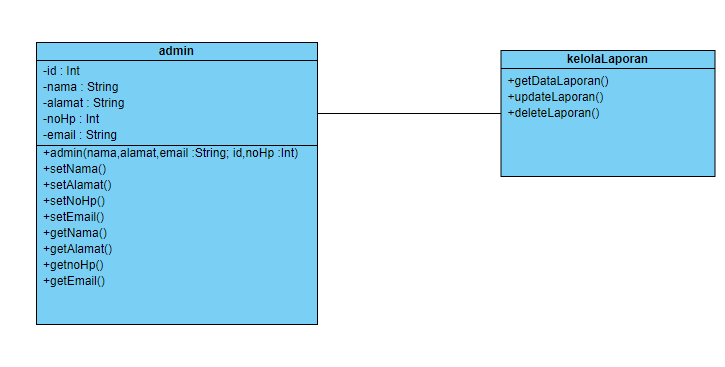 admin
-id : Int
-nama : String
-alamat : String
-noHp : Int
-email : String
+admin(nama,alamat,email :String; id,noHp :Int)
+setNama()
+setAlamat()
+setNoHp()
+setEmail()
+getNama()
+getAlamat()
+getnoHp()
+getEmail()
kelolaLaporan
+getDataLaporan()
+updateLaporan()
+deleteLaporan()